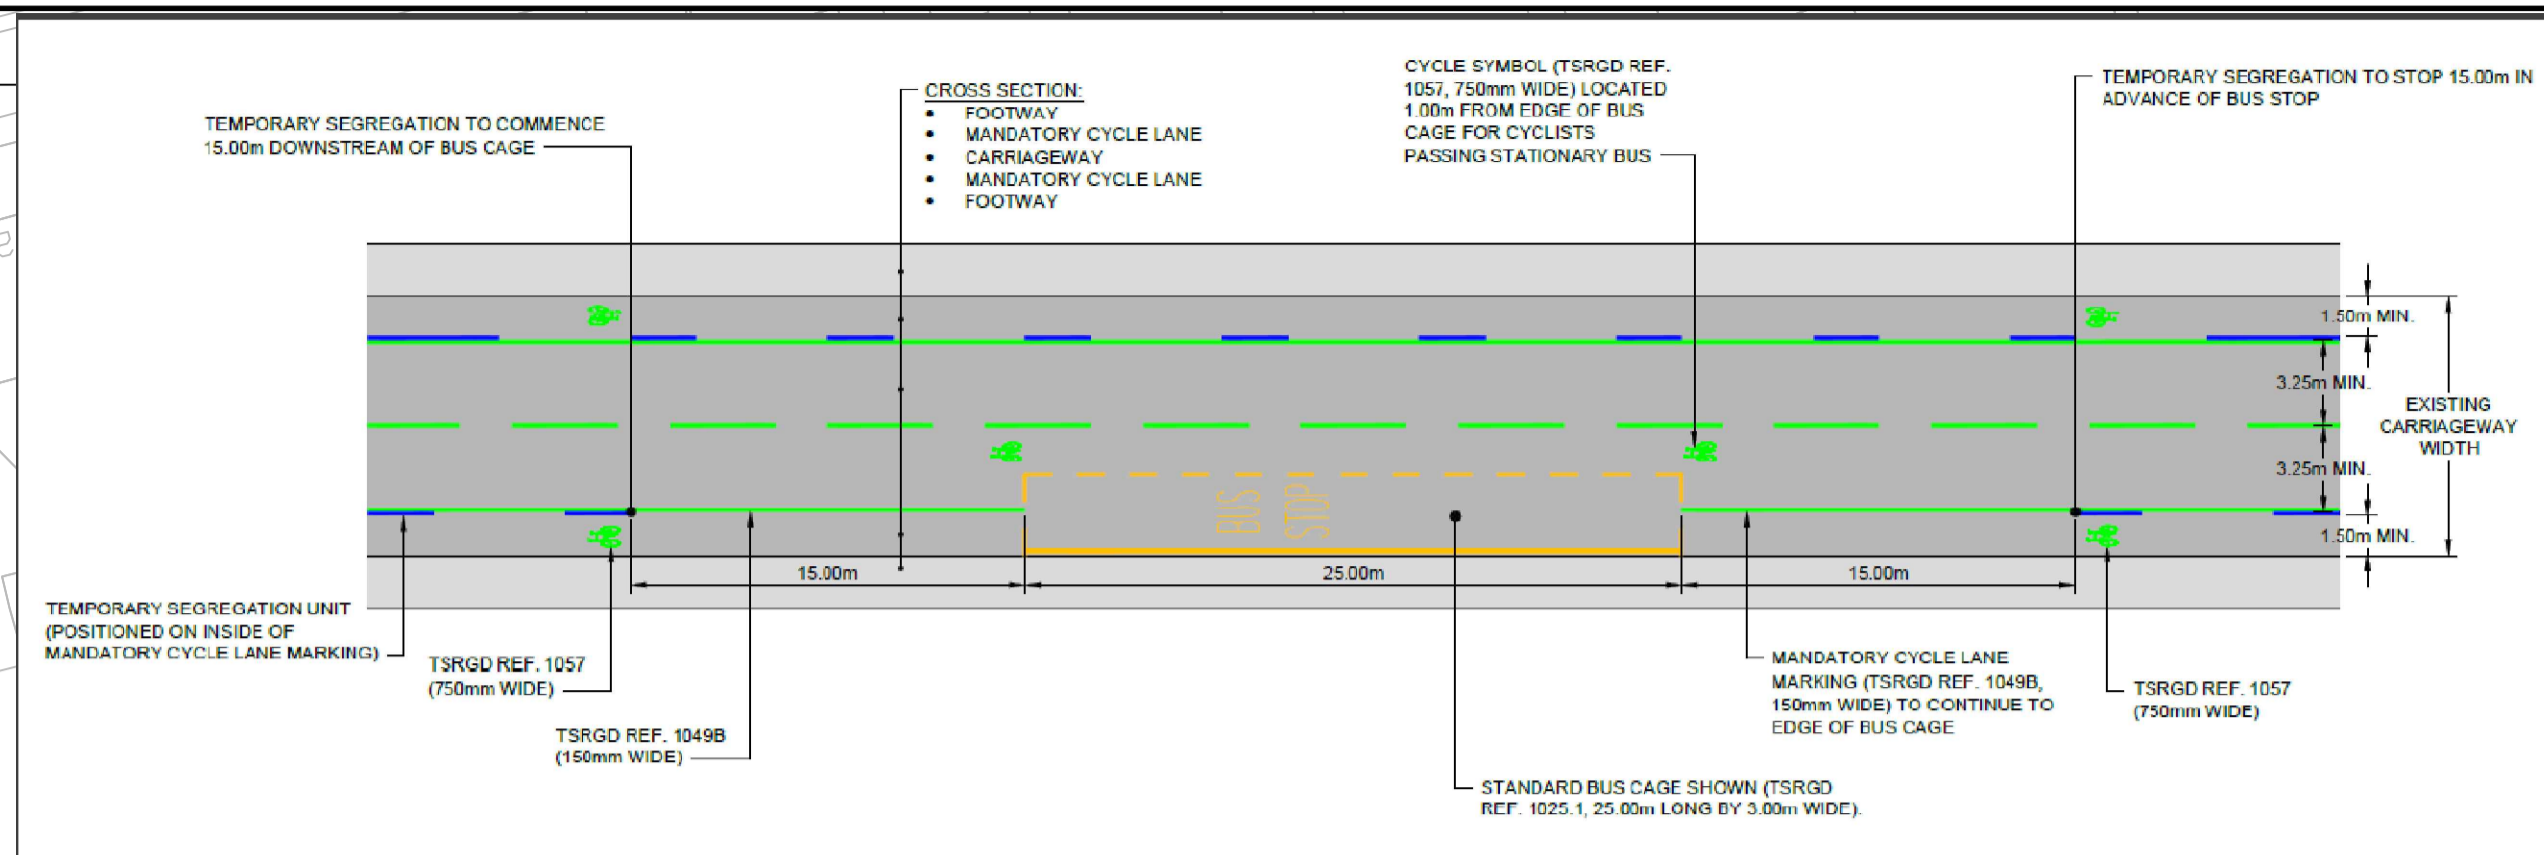 TEMPORARY SEGREGATION TO COMMENCE
15.00m DOWNSTREAM OF BUS CAGE
CROSS SECTION:
• FOOTWAY
• MANDATORY CYCLE LANE
• CARRIAGEWAY
• MANDATORY CYCLE LANE
• FOOTWAY
CYCLE SYMBOL (TSRGD REF.
1057, 750mm WIDE) LOCATED
1.00m FROM EDGE OF BUS
CAGE FOR CYCLISTS
PASSING STATIONARY BUS
TEMPORARY SEGREGATION TO STOP 15.00m IN
ADVANCE OF BUS STOP
1.50m MIN.
3.25m MIN.
EXISTING
CARRIAGEWAY
WIDTH
3.25m MIN.
1.50m MIN.
BUS
STOP
15.00m
25.00m
15.00m
TEMPORARY SEGREGATION UNIT
(POSITIONED ON INSIDE OF
MANDATORY CYCLE LANE MARKING)
TSRGD REF. 1057
(750mm WIDE)
TSRGD REF. 1049B
(150mm WIDE)
MANDATORY CYCLE LANE
MARKING (TSRGD REF. 1049B,
150mm WIDE) TO CONTINUE TO
EDGE OF BUS CAGE
TSRGD REF. 1057
(750mm WIDE)
STANDARD BUS CAGE SHOWN (TSRGD
REF. 1025.1, 25.00m LONG BY 3.00m WIDE).